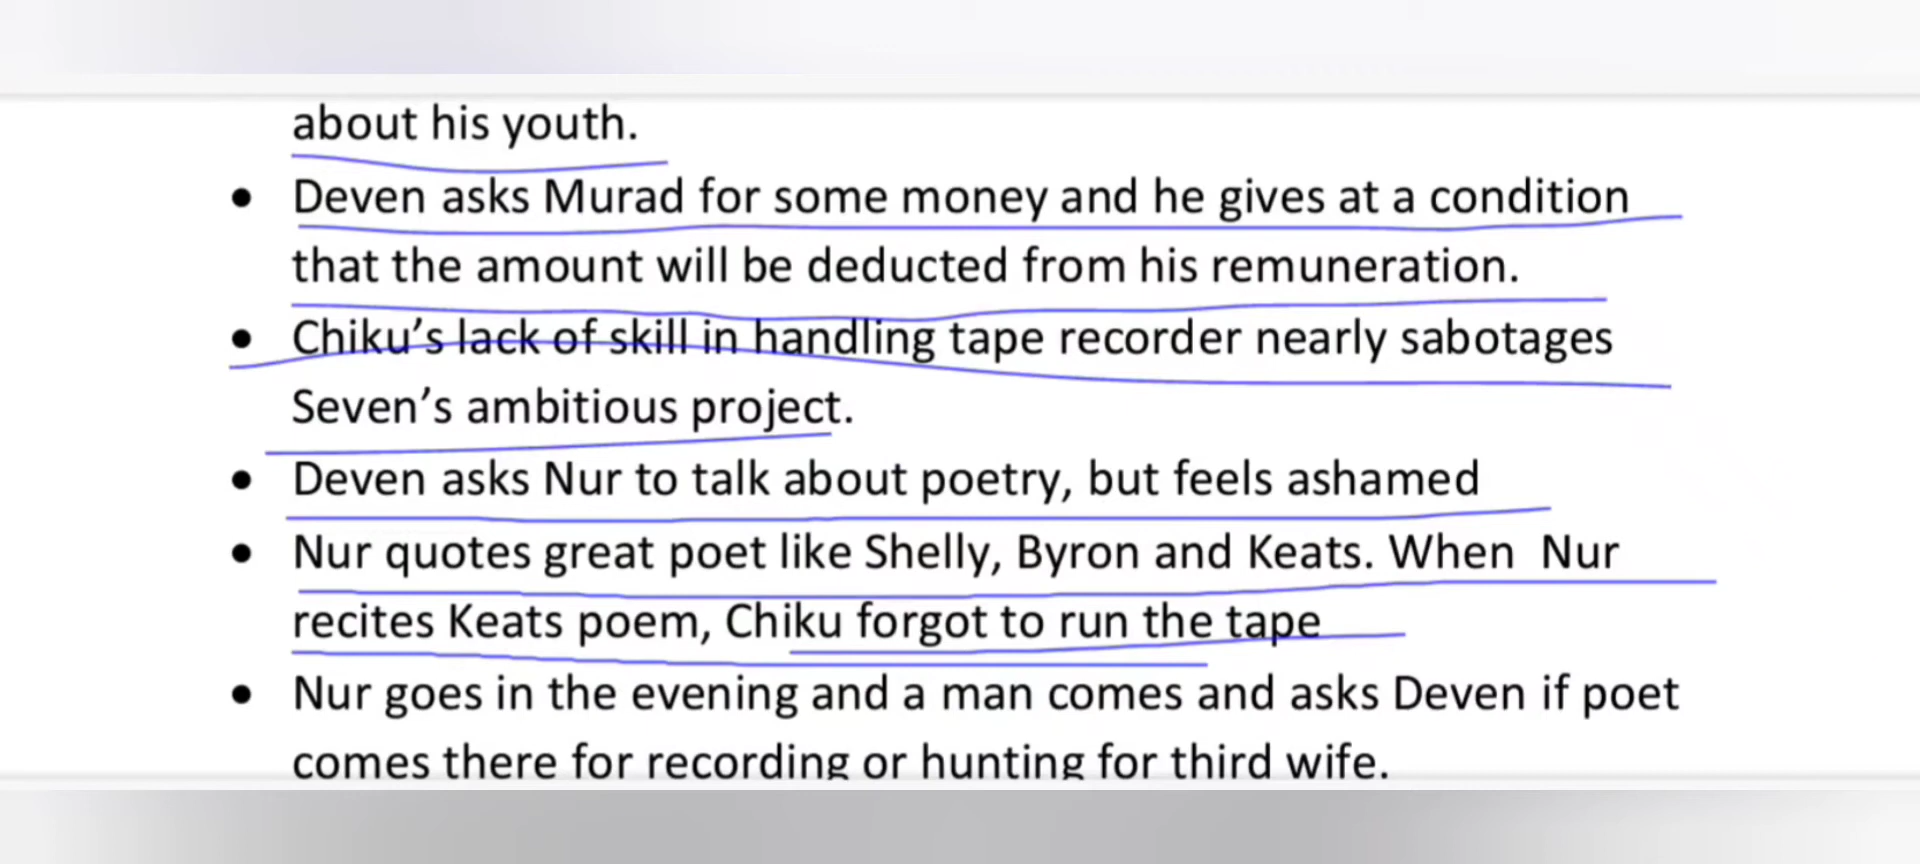 about his youth.
• Deven asks Murad for some money and he gives at a condition
that the amount will be deducted from his remuneration.
• Chiku’s lack of skill in handling tape recorder nearly sabotages
Seven’s ambitious project.
• Deven asks Nur to talk about poetry, but feels ashamed
• Nur quotes great poet like Shelly, Byron and Keats. When  Nur
recites Keats poem, Chiku forgot to run the tape
• Nur goes in the evening and a man comes and asks Deven if poet
comes there for recording or hunting for third wife.